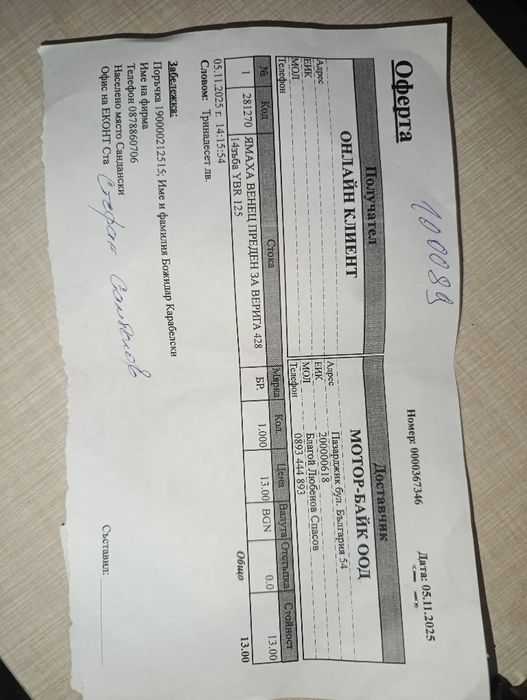 100089
Оферта
Номер: 0000367346
Дата: 05.11.2025
Получател
ОНЛАЙН КЛИЕНТ
Адрес
ЕИК
МОЛ
Телефон
Доставчик
МОТОР-БАЙК ООД
Адрес Пазарджик бул. България 54
ЕИК 200000618
МОЛ Благой Любенов Спасов
Телефон 0893 444 893
№ Код Стока Мярка Кол. Цена Валута Отстъпка Стойност
1 281270 ЯМАХА ВЕНЕЦ ПРЕДЕН ЗА ВЕРИГА 428 БР. 1.000 13.00 BGN 0.0 13.00
14зъба YBR 125
Общо 13.00
05.11.2025 г. 14:15:54
Словом: Тринадесет лв.
Забележка:
Поръчка 190000212515; Име и фамилия Божидар Карабелски
Име на фирма
Телефон 0878860706
Населено място Сандански
Офис на ЕКОНТ Ста Стефан Стамболов
Съставил: